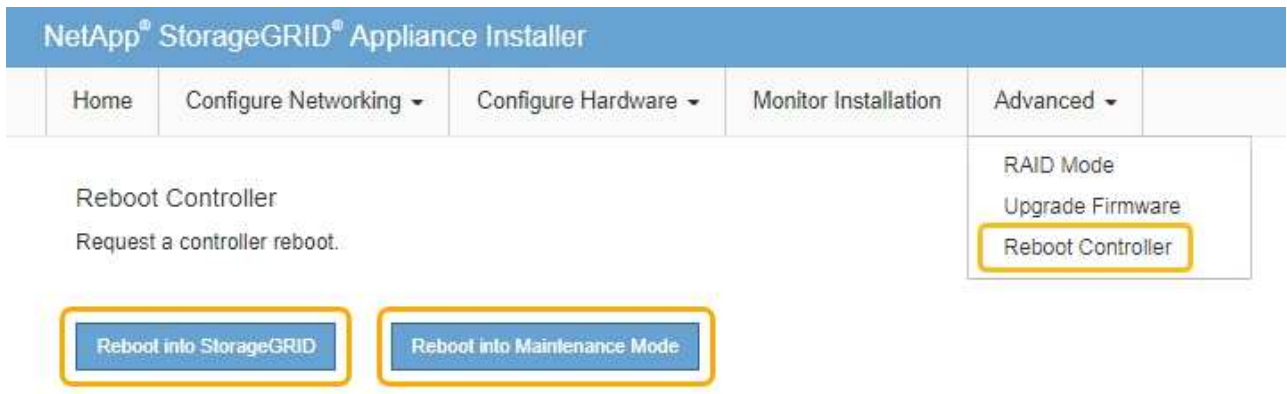 NetApp® StorageGRID® Appliance Installer
Home Configure Networking Configure Hardware Monitor Installation Advanced
RAID Mode
Upgrade Firmware
Reboot Controller
Reboot Controller
Request a controller reboot.
Reboot into StorageGRID Reboot into Maintenance Mode